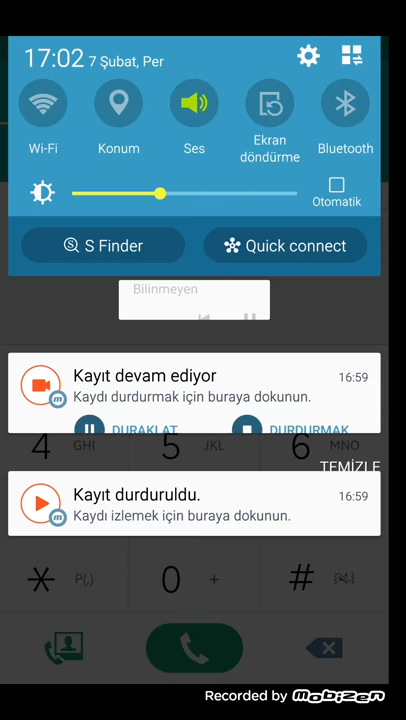 17:02 7 Şubat, Per
Wi-Fi
Konum
Ses
Ekran
döndürme
Bluetooth
Otomatik
S Finder
Quick connect
Bilinmeyen
Kayıt devam ediyor
16:59
Kaydı durdurmak için buraya dokunun.
DURAKLAT
DURDURMAK
4 GHI
5 JKL
6 MNO
TEMİZLE
Kayıt durduruldu.
16:59
Kaydı izlemek için buraya dokunun.
* P(;)
0 +
#
Recorded by Mobizen